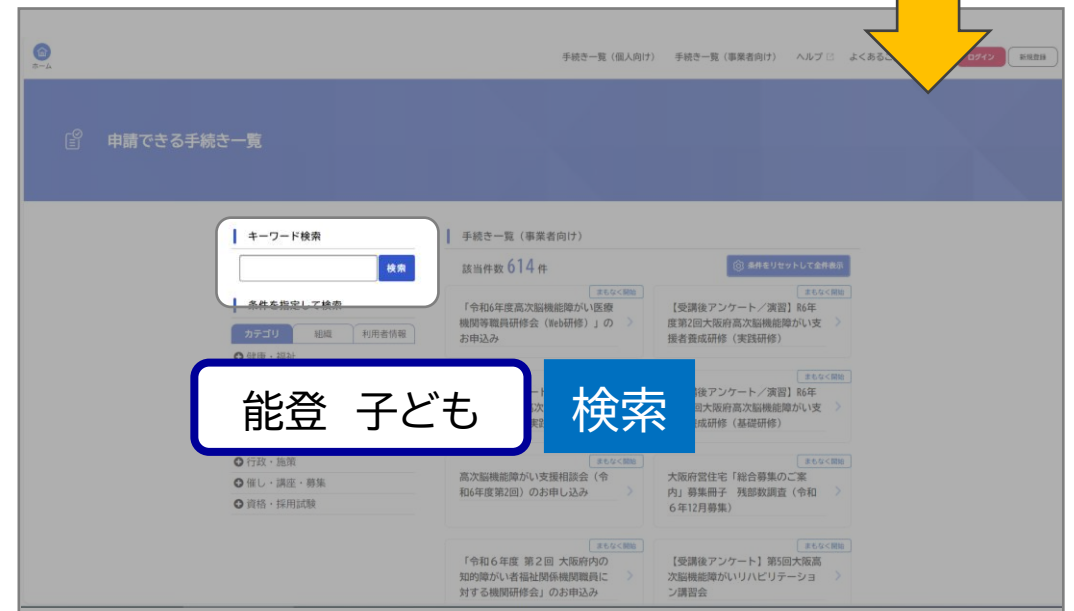 ホーム
手続き一覧（個人向け） 手続き一覧（事業者向け） ヘルプ よくあるご
ログイン
新規登録
申請できる手続き一覧
キーワード検索
検索
条件を指定して検索
カテゴリ 組織 利用者情報
健康・福祉
行政・施策
催し・講座・募集
資格・採用試験
能登 子ども 検索
手続き一覧（事業者向け）
該当件数 614 件
条件をリセットして全件表示
まもなく開始
「令和6年度高次脳機能障がい医療
機関等職員研修会（Web研修）」の
お申込み
まもなく開始
【受講後アンケート／演習】R6年
度第2回大阪府高次脳機能障がい支
援者養成研修（実践研修）
まもなく開始
後アンケート／演習】R6年
回大阪府高次脳機能障がい支
成研修（基礎研修）
まもなく開始
高次脳機能障がい支援相談会（令
和6年度第2回）のお申し込み
まもなく開始
大阪府営住宅「総合募集のご案
内」募集冊子 残部数調査（令和
６年12月募集）
まもなく開始
「令和６年度 第２回 大阪府内の
知的障がい者福祉関係機関職員に
対する機関研修会」のお申込み
まもなく開始
【受講後アンケート】第5回大阪高
次脳機能障がいリハビリテーショ
ン講習会